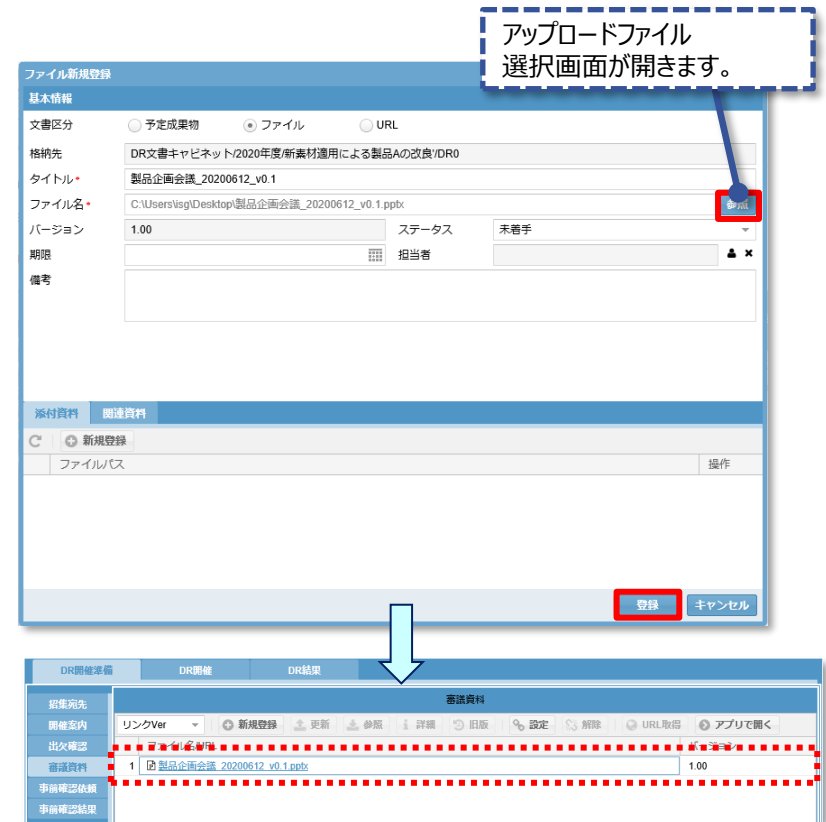 アップロードファイル
選択画面が開きます。
ファイル新規登録
基本情報
文書区分 予定成果物 ファイル URL
格納先 DR文書キャビネット/2020年度/新素材適用による製品Aの改良'/DR0
タイトル* 製品企画会議_20200612_v0.1
ファイル名* C:\Users\isg\Desktop\製品企画会議_20200612_v0.1.pptx 参照
バージョン 1.00 ステータス 未着手
期限 担当者
備考
添付資料 関連資料
新規登録
ファイルパス 操作
登録 キャンセル
DR開催準備 DR開催 DR結果
審議資料
招集宛先
開催案内 リンクVer 新規登録 更新 参照 詳細 旧版 設定 解除 URL取得 アプリで開く
出欠確認 ファイル名/URL バージョン
審議資料 1 製品企画会議_20200612_v0.1.pptx 1.00
事前確認依頼
事前確認結果